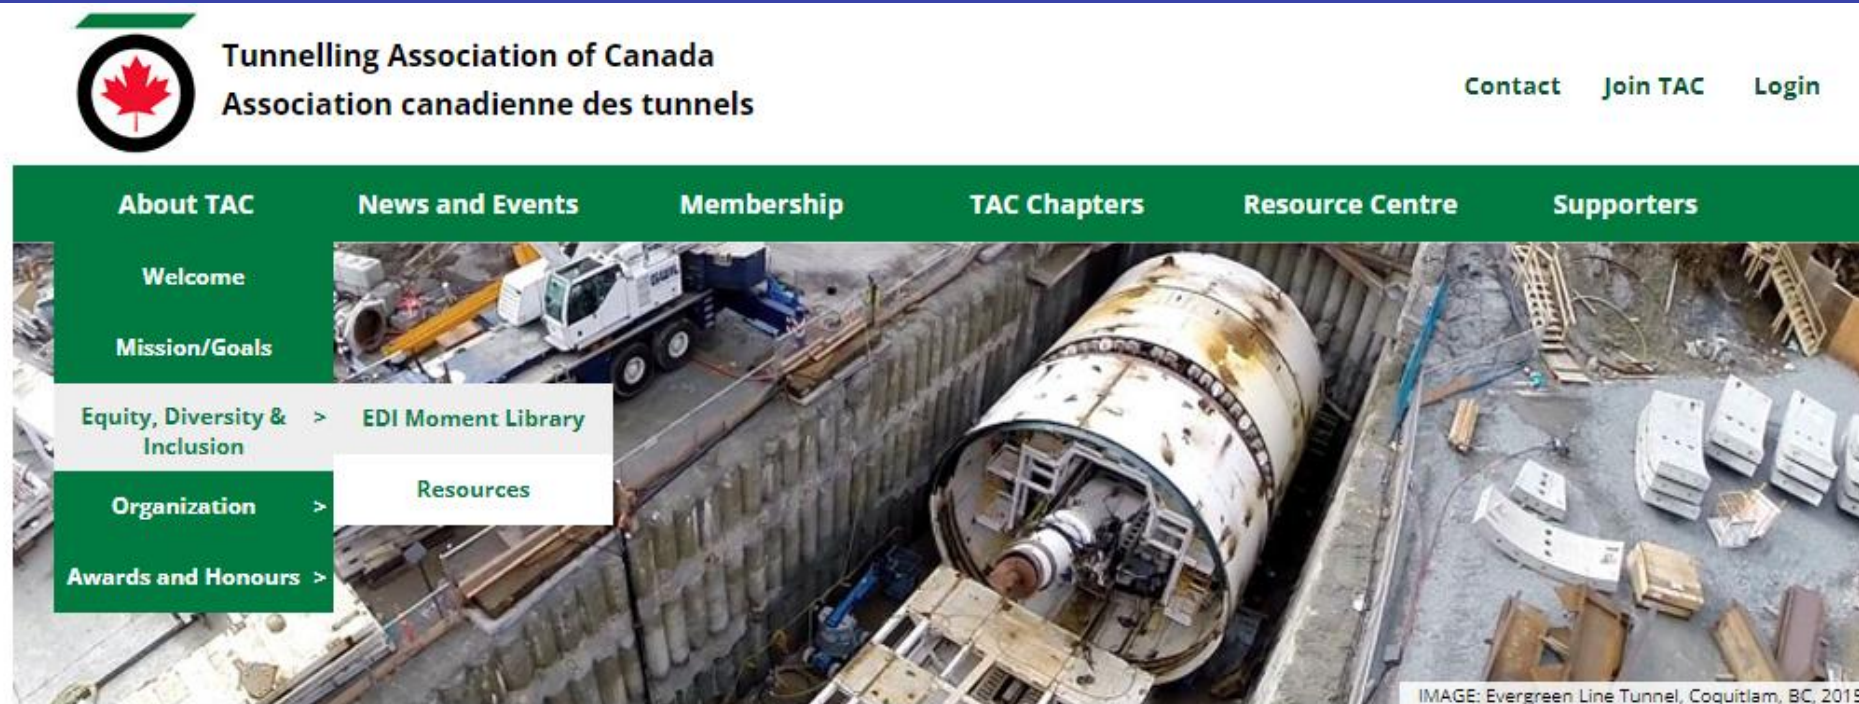 Tunnelling Association of Canada
Association canadienne des tunnels
Contact Join TAC Login
About TAC News and Events Membership TAC Chapters Resource Centre Supporters
Welcome
Mission/Goals
Equity, Diversity & >
Inclusion
EDI Moment Library
Resources
Organization >
Awards and Honours >
IMAGE: Evergreen Line Tunnel, Coquitlam, BC, 2015